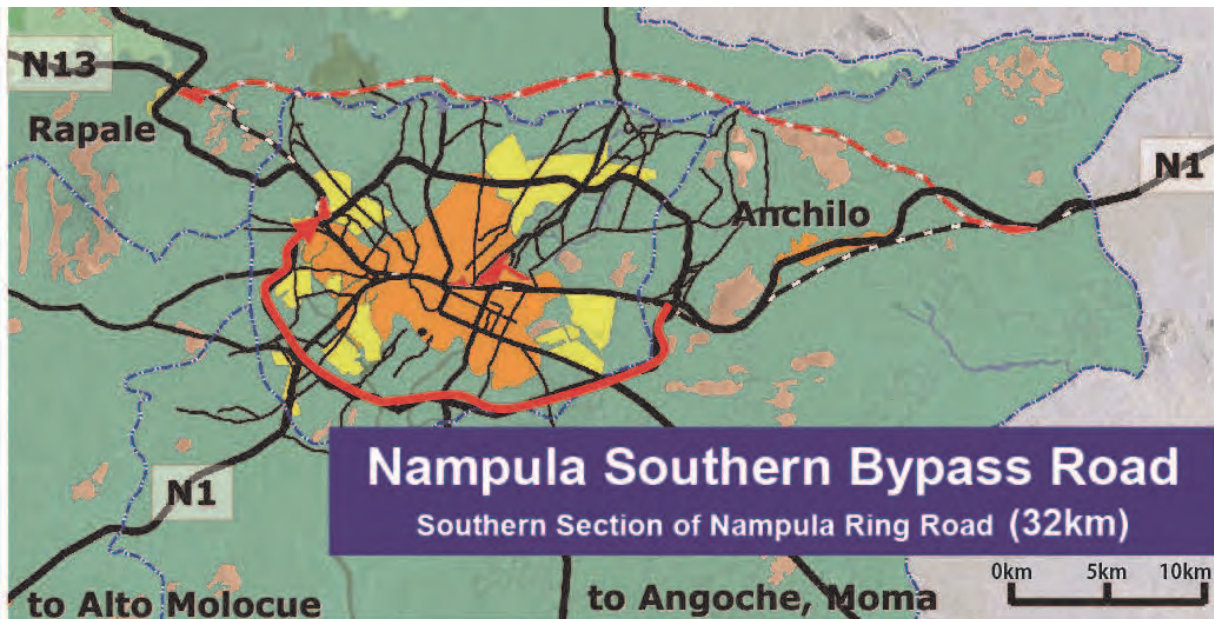 N13
Rapale
N1
Anchilo
Nampula Southern Bypass Road
Southern Section of Nampula Ring Road (32km)
N1
0km 5km 10km
to Alto Molocue
to Angoche, Moma